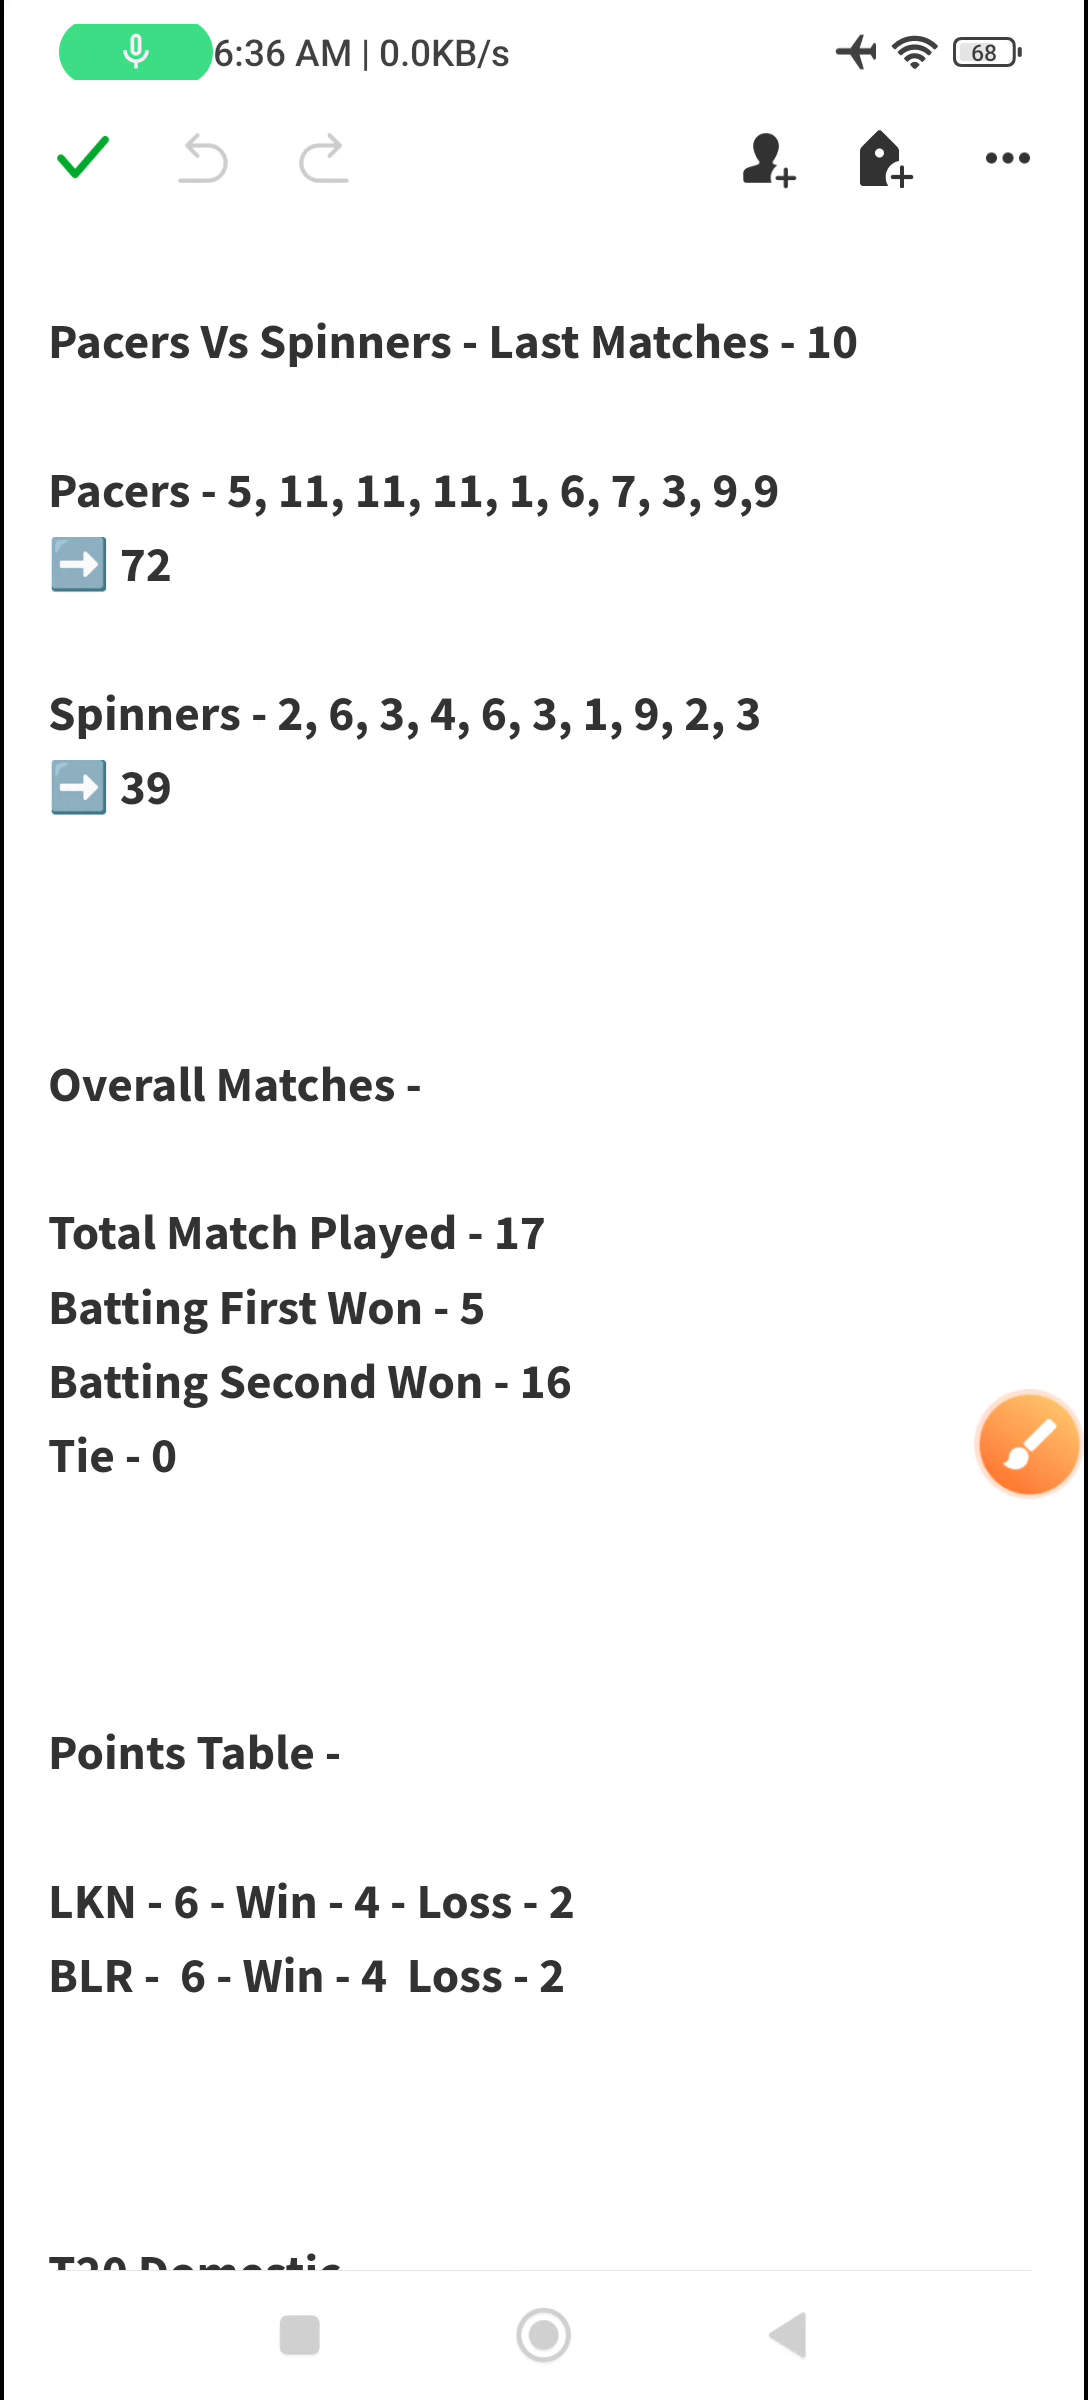 6:36 AM | 0.0KB/s 68
Pacers Vs Spinners - Last Matches - 10
Pacers - 5, 11, 11, 11, 1, 6, 7, 3, 9,9
➡️ 72
Spinners - 2, 6, 3, 4, 6, 3, 1, 9, 2, 3
➡️ 39
Overall Matches -
Total Match Played - 17
Batting First Won - 5
Batting Second Won - 16
Tie - 0
Points Table -
LKN - 6 - Win - 4 - Loss - 2
BLR -  6 - Win - 4  Loss - 2
T20 Domestic